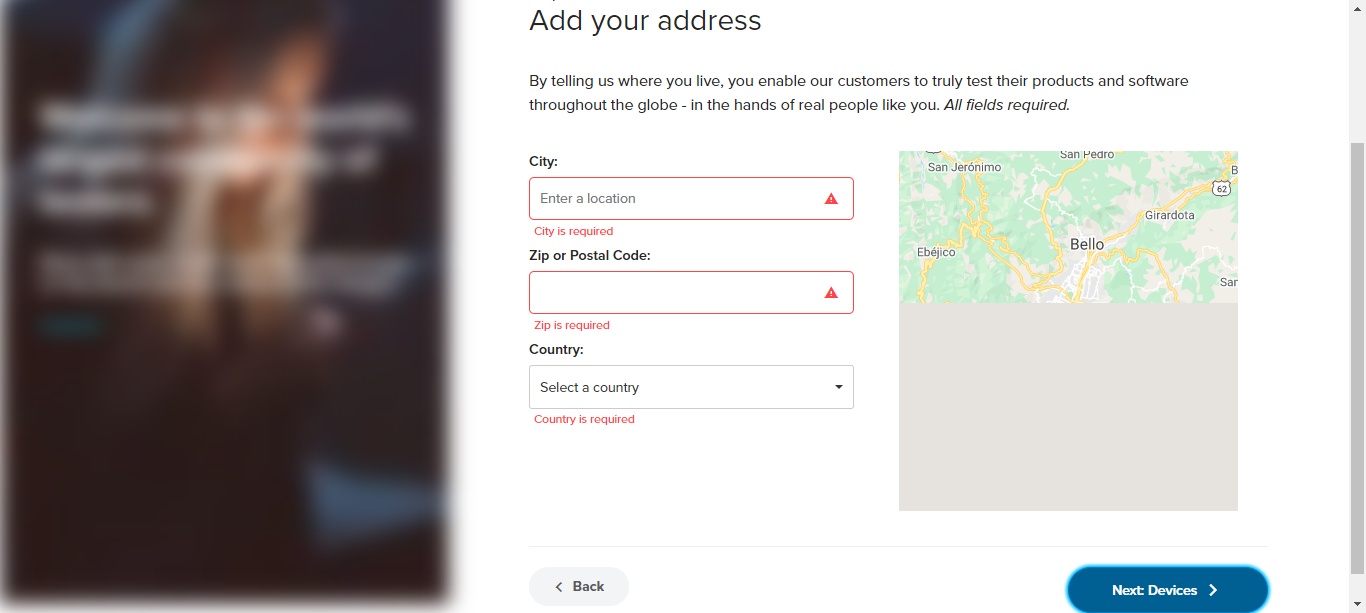 Add your address
By telling us where you live, you enable our customers to truly test their products and software
throughout the globe - in the hands of real people like you. All fields required.
City:
Enter a location
City is required
Zip or Postal Code:
Zip is required
Country:
Select a country
Country is required
San Pedro
San Jerónimo
62
Girardota
Bello
Ebéjico
Back
Next: Devices